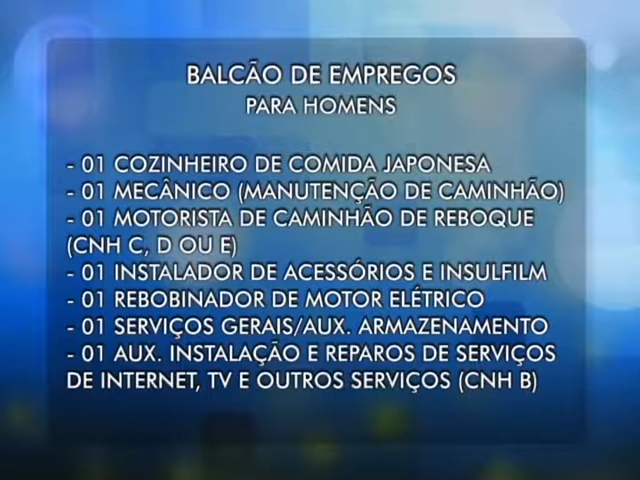 BALCÃO DE EMPREGOS
PARA HOMENS
- 01 COZINHEIRO DE COMIDA JAPONESA
- 01 MECÂNICO (MANUTENÇÃO DE CAMINHÃO)
- 01 MOTORISTA DE CAMINHÃO DE REBOQUE
(CNH C, D OU E)
- 01 INSTALADOR DE ACESSÓRIOS E INSULFILM
- 01 REBOBINADOR DE MOTOR ELÉTRICO
- 01 SERVIÇOS GERAIS/AUX. ARMAZENAMENTO
- 01 AUX. INSTALAÇÃO E REPAROS DE SERVIÇOS
DE INTERNET, TV E OUTROS SERVIÇOS (CNH B)